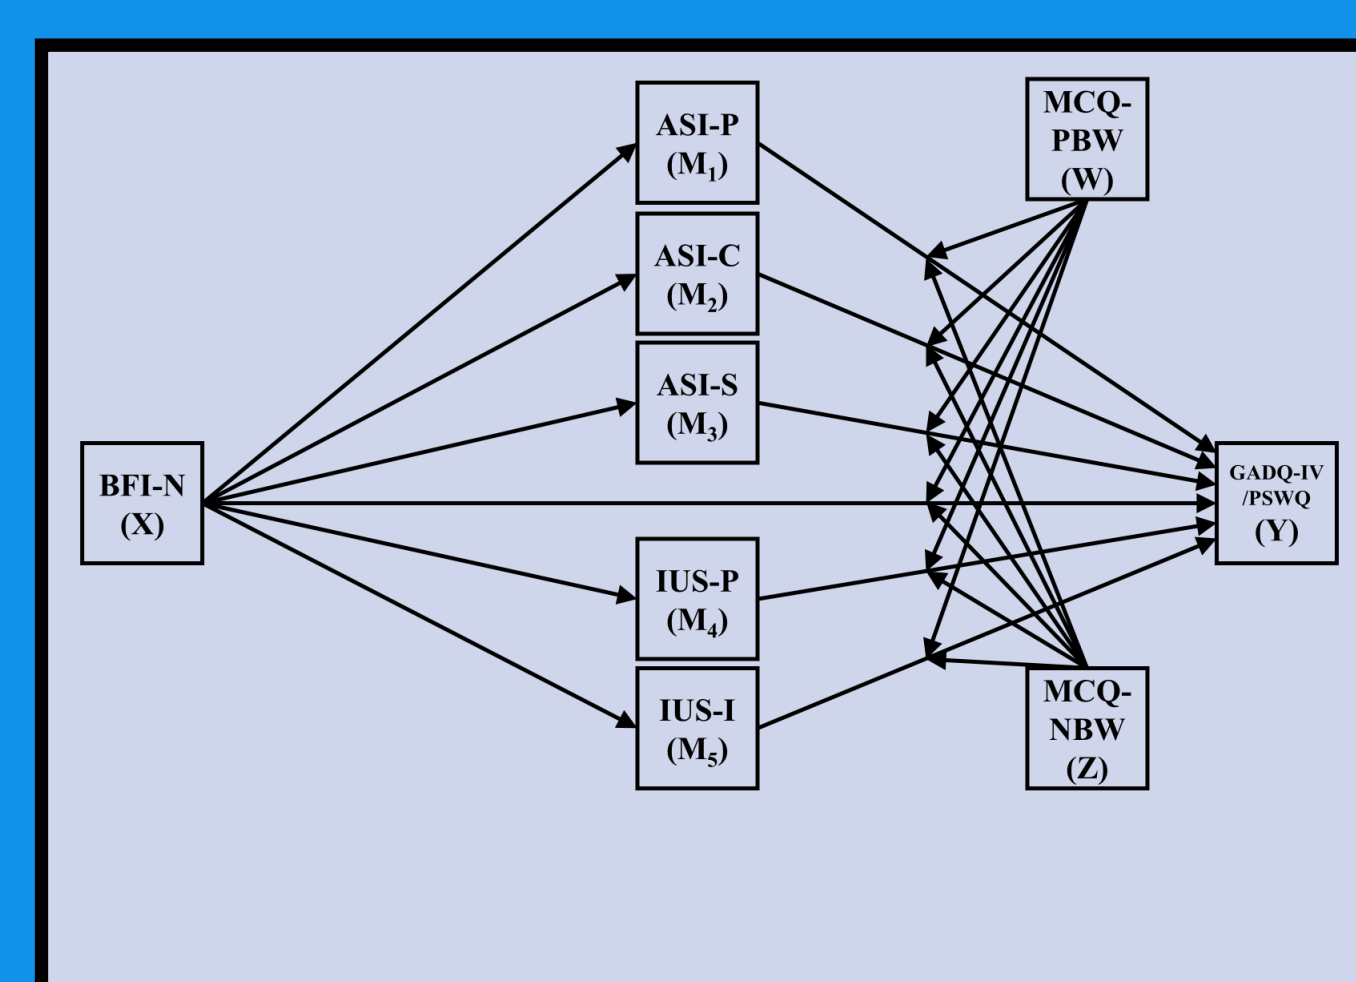 ASI-P
(M1)
ASI-C
(M2)
ASI-S
(M3)
BFI-N
(X)
IUS-P
(M4)
IUS-I
(M5)
MCQ-
PBW
(W)
MCQ-
NBW
(Z)
GADQ-IV
/PSWQ
(Y)